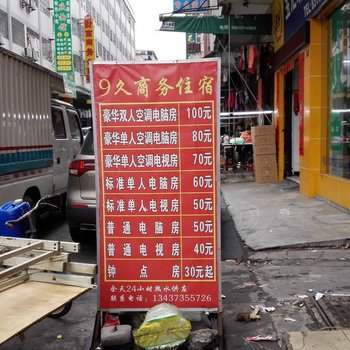 9久商务住宿
豪华双人空调电脑房 100元
豪华单人空调电脑房 80元
豪华单人空调电视房 70元
标准单人电脑房 60元
标准单人电视房 50元
普通电脑房 50元
普通电视房 40元
钟点房 30元起
全天24小时热水供应
联系电话：13437355726